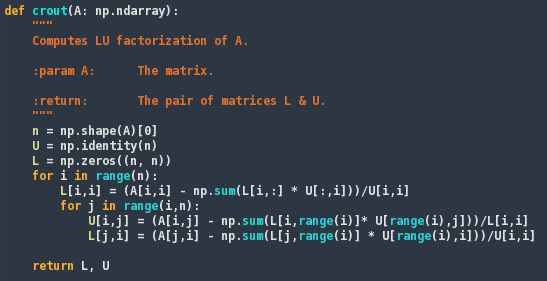 def crout(A: np.ndarray):
    """
    Computes LU factorization of A.

    :param A:      The matrix.

    :return:       The pair of matrices L & U.
    """
    n = np.shape(A)[0]
    U = np.identity(n)
    L = np.zeros((n, n))
    for i in range(n):
        L[i,i] = (A[i,i] - np.sum(L[i,:] * U[:,i]))/U[i,i]
        for j in range(i,n):
            U[i,j] = (A[i,j] - np.sum(L[i,range(i)]* U[range(i),j]))/L[i,i]
            L[j,i] = (A[j,i] - np.sum(L[j,range(i)] * U[range(i),i]))/U[i,i]

    return L, U